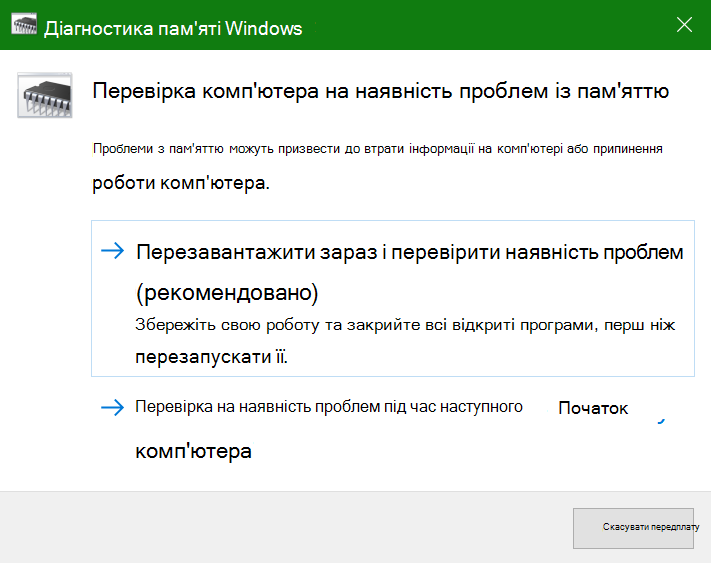 Діагностика пам'яті Windows
Перевірка комп'ютера на наявність проблем із пам'яттю
Проблеми з пам'яттю можуть призвести до втрати інформації на комп'ютері або припинення
роботи комп'ютера.
Перезавантажити зараз і перевірити наявність проблем
(рекомендовано)
Збережіть свою роботу та закрийте всі відкриті програми, перш ніж
перезапускати її.
Перевірка на наявність проблем під час наступного Початок
комп'ютера
Скасувати передплату